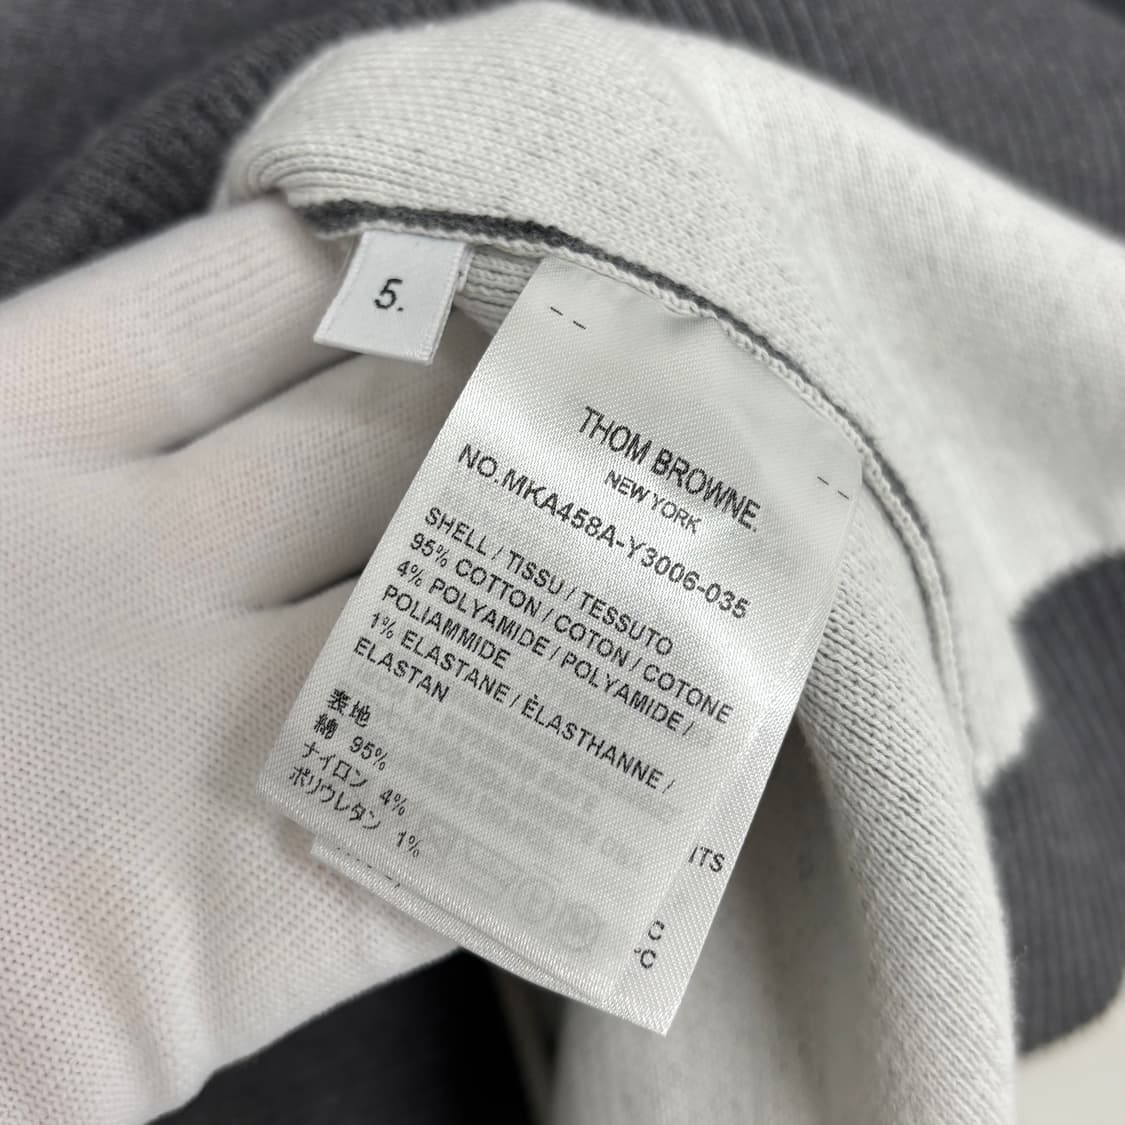 5.
THOM BROWNE.
NEW YORK
NO.MKA458A-Y3006-035
SHELL / TISSU / TESSUTO
95% COTTON / COTON / COTONE
4% POLYAMIDE / POLYAMIDE /
POLIAMMIDE
1% ELASTANE / ÈLASTHANNE /
ELASTAN
表地
綿 95%
ナイロン 4%
ポリウレタン 1%